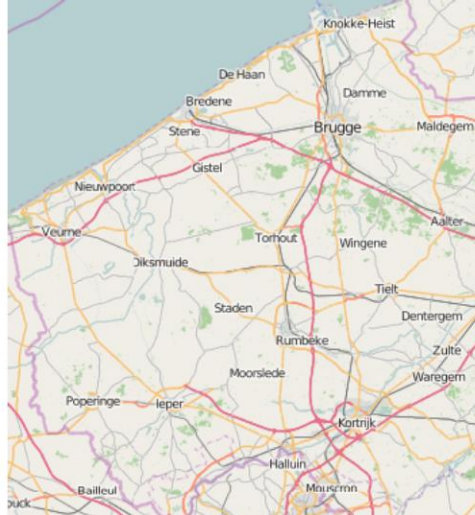 Knokke-Heist
De Haan
Damme
Bredene
Brugge
Maldegem
Stene
Gistel
Nieuwpoort
Aalter
Veurne
Torhout
Wingene
Diksmuide
Tielt
Staden
Dentergem
Rumbeke
Zulte
Moorslede
Waregem
Poperinge
Ieper
Kortrijk
Halluin
Bailleul
Mouscron
ouck